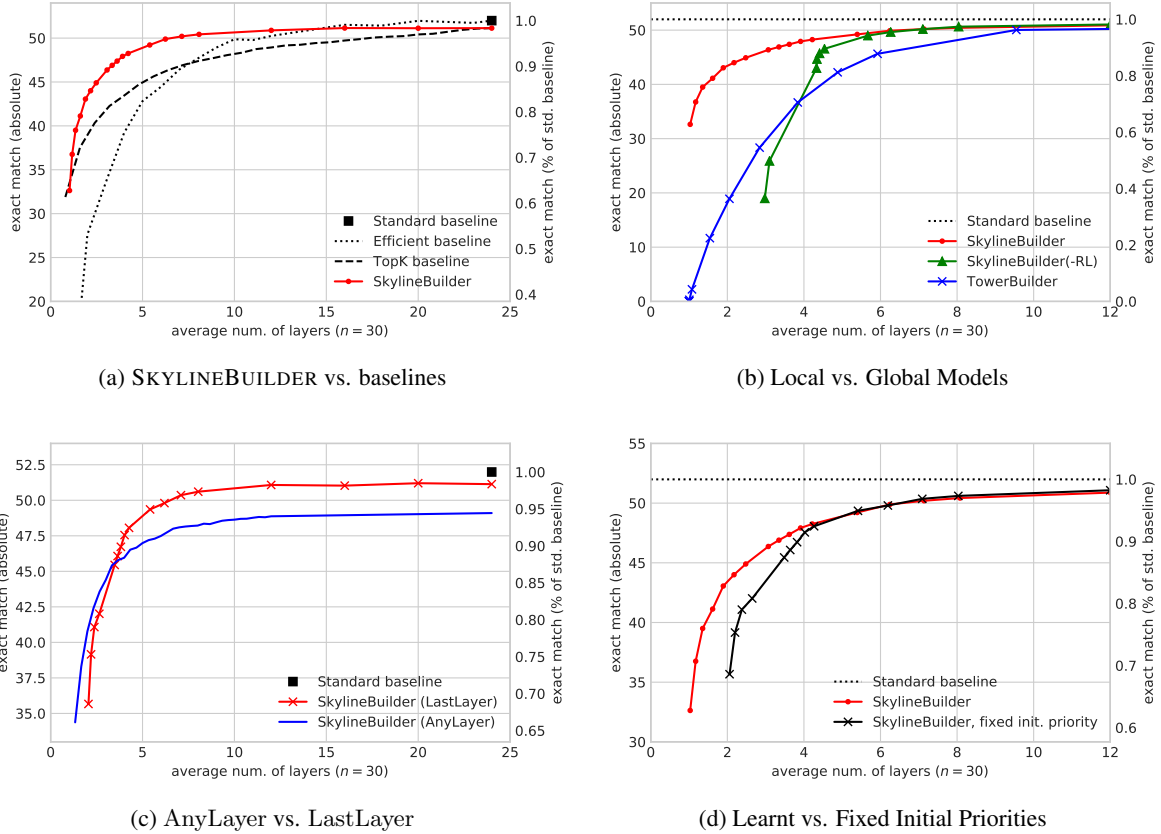 exact match (absolute)
50
45
40
35
30
25
20
0
5
10
15
20
25
1.0
0.9
0.8
0.7
0.6
0.5
0.4
exact match (% of std. baseline)
Standard baseline
Efficient baseline
TopK baseline
SkylineBuilder
average num. of layers (n = 30)
(a) SKYLINEBUILDER vs. baselines
exact match (absolute)
50
40
30
20
10
0
0
2
4
6
8
10
12
1.0
0.8
0.6
0.4
0.2
0.0
exact match (% of std. baseline)
Standard baseline
SkylineBuilder
SkylineBuilder(-RL)
TowerBuilder
average num. of layers (n = 30)
(b) Local vs. Global Models
exact match (absolute)
52.5
50.0
47.5
45.0
42.5
40.0
37.5
35.0
0
5
10
15
20
25
1.00
0.95
0.90
0.85
0.80
0.75
0.70
0.65
exact match (% of std. baseline)
Standard baseline
SkylineBuilder (LastLayer)
SkylineBuilder (AnyLayer)
average num. of layers (n = 30)
(c) AnyLayer vs. LastLayer
exact match (absolute)
55
50
45
40
35
30
0
2
4
6
8
10
12
1.0
0.9
0.8
0.7
0.6
exact match (% of std. baseline)
Standard baseline
SkylineBuilder
SkylineBuilder, fixed init. priority
average num. of layers (n = 30)
(d) Learnt vs. Fixed Initial Priorities